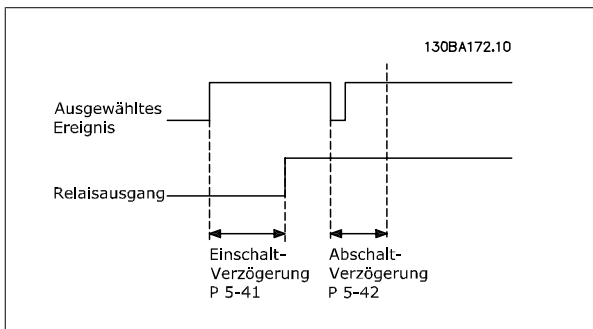 130BA172.10
Ausgewähltes
Ereignis
Relaisausgang
Einschalt-
Verzögerung
P 5-41
Abschalt-
Verzögerung
P 5-42